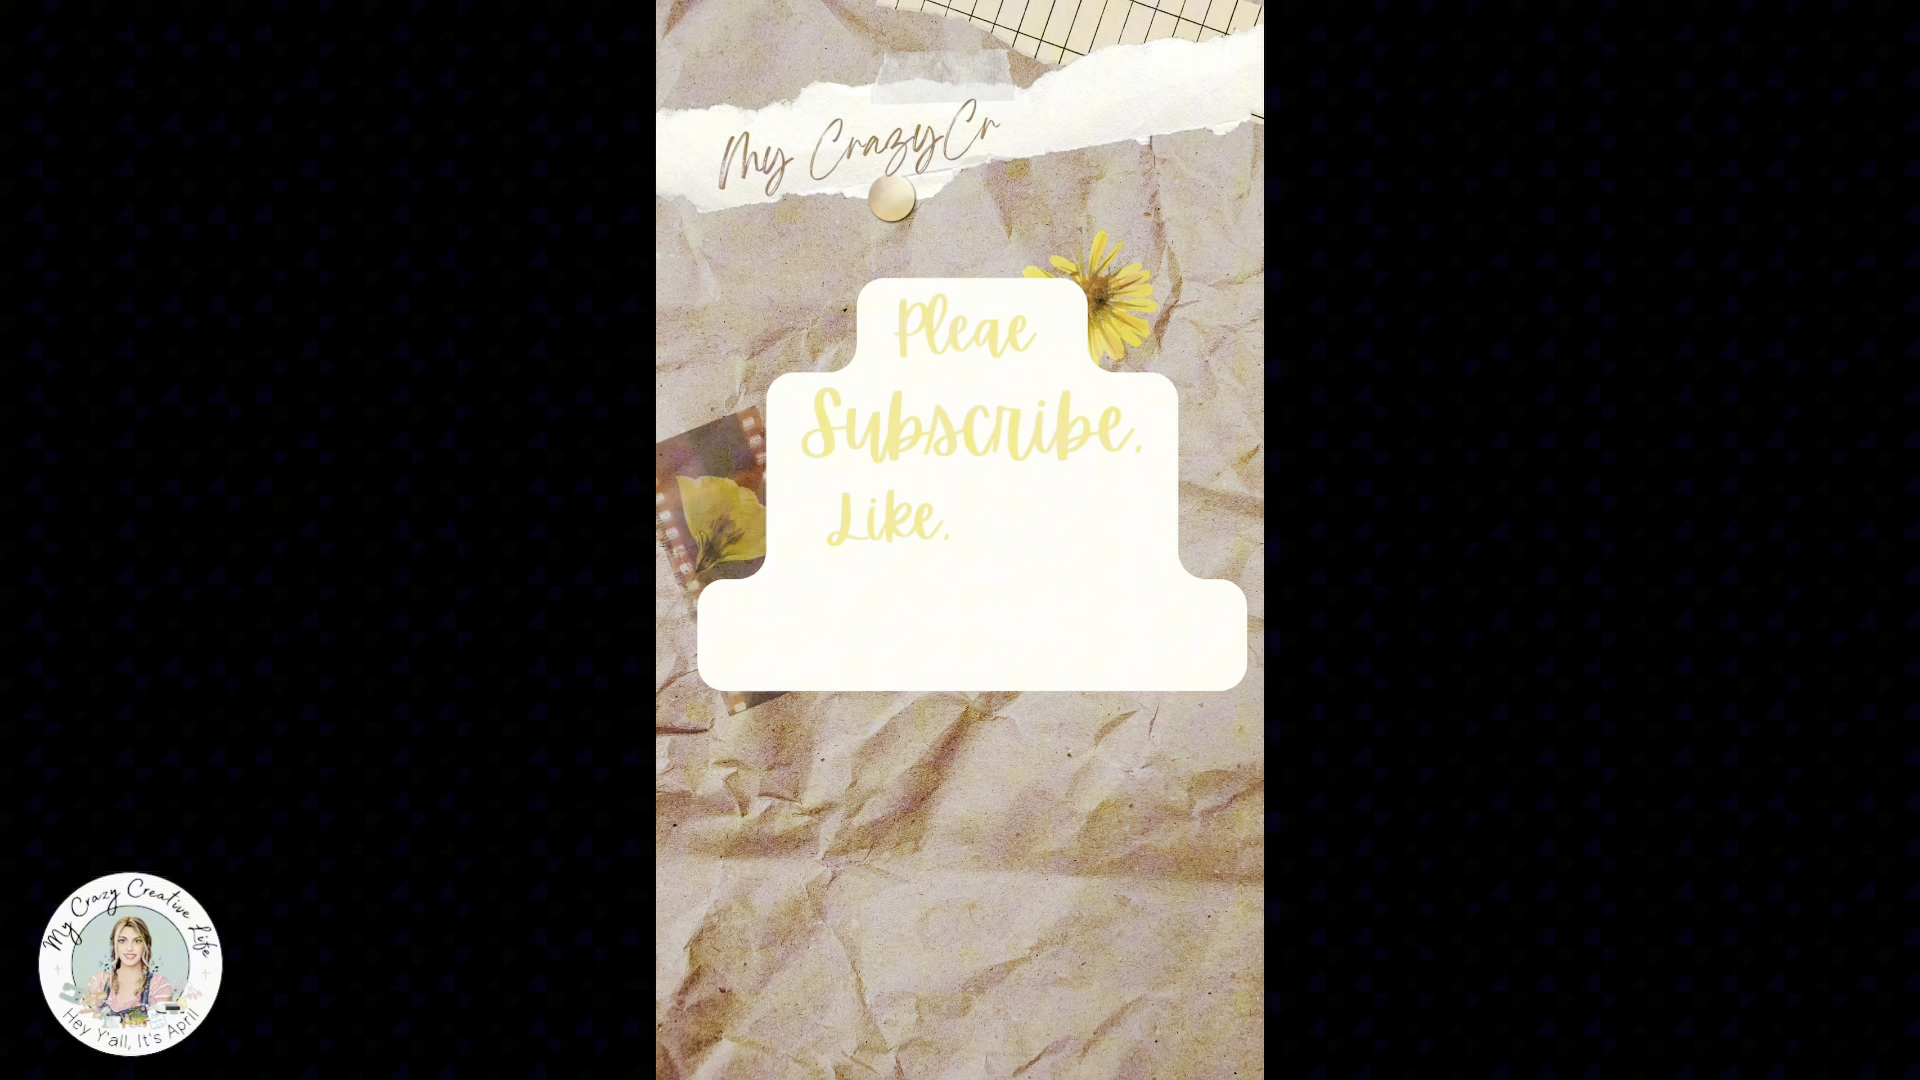 My CrazyCr
Pleae
Subscribe.
Like.
My Crazy Creative Life
Hey Y'all, It's April